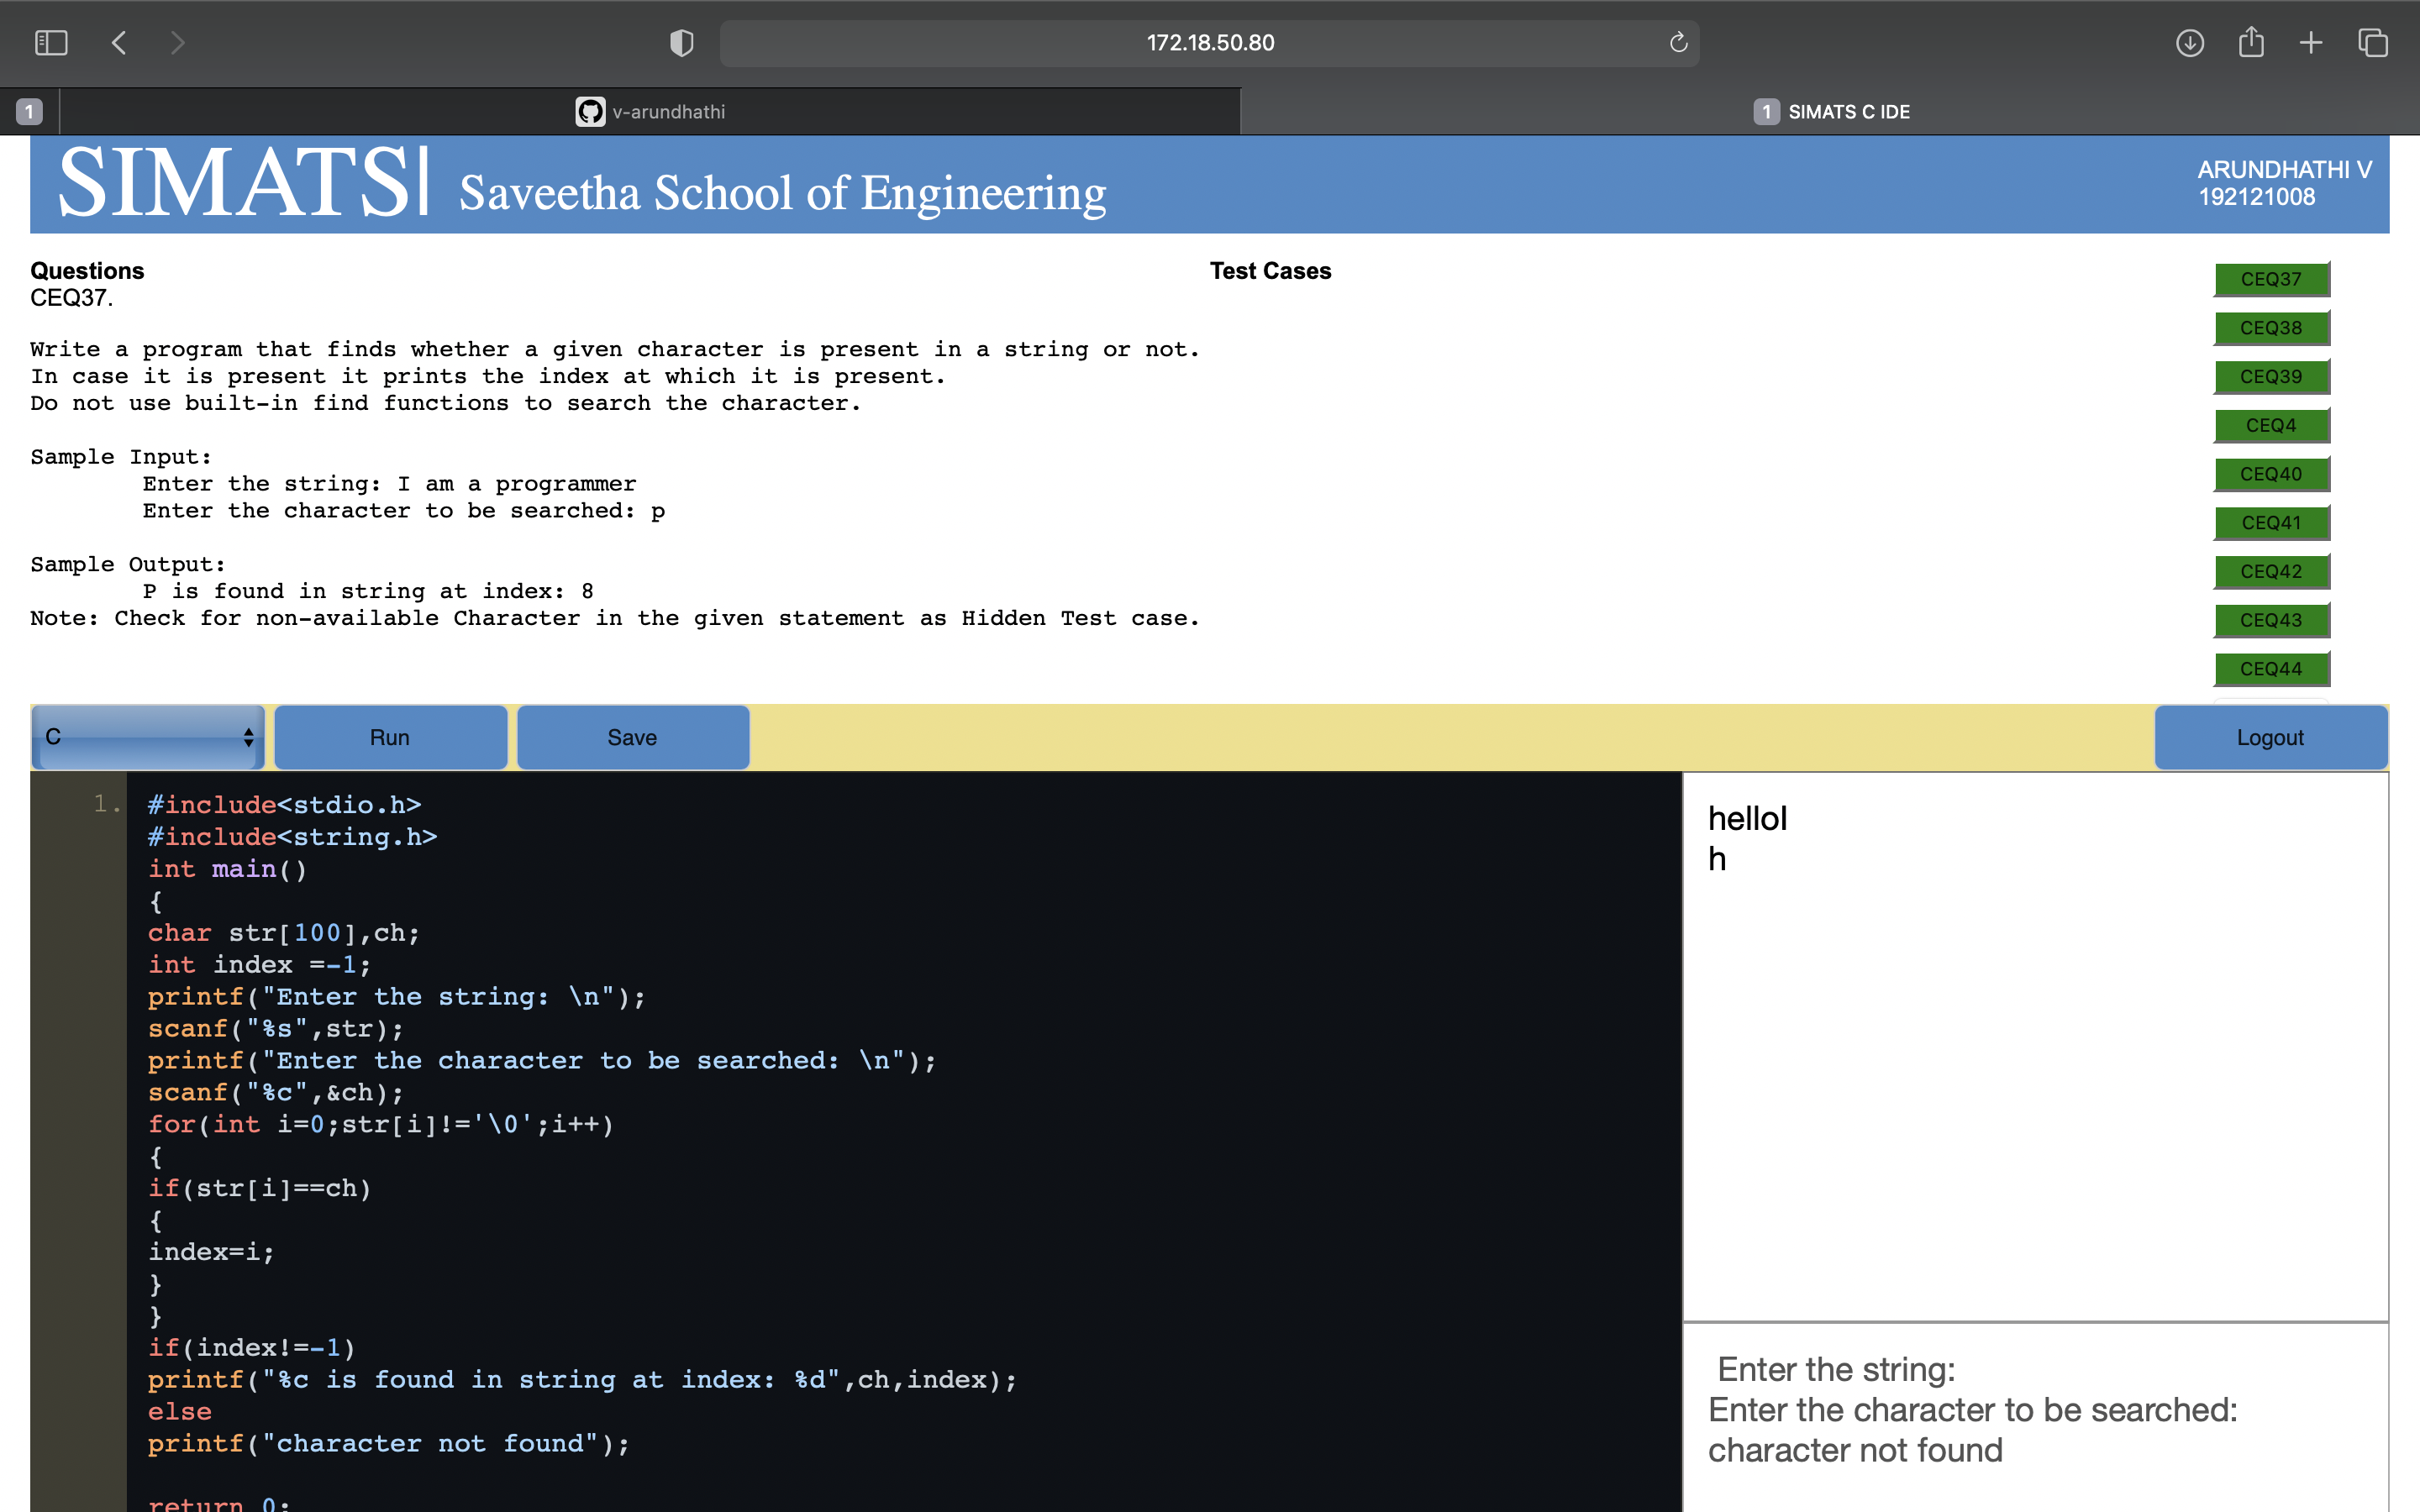 172.18.50.80
1
v-arundhathi
1 SIMATS C IDE
SIMATS| Saveetha School of Engineering
ARUNDHATHI V
192121008
Questions
CEQ37.
Write a program that finds whether a given character is present in a string or not.
In case it is present it prints the index at which it is present.
Do not use built-in find functions to search the character.
Sample Input:
Enter the string: I am a programmer
Enter the character to be searched: p
Sample Output:
P is found in string at index: 8
Note: Check for non-available Character in the given statement as Hidden Test case.
Test Cases
CEQ37
CEQ38
CEQ39
CEQ4
CEQ40
CEQ41
CEQ42
CEQ43
CEQ44
C
Run
Save
Logout
1.
#include<stdio.h>
#include<string.h>
int main()
{
char str[100],ch;
int index =-1;
printf("Enter the string: \n");
scanf("%s",str);
printf("Enter the character to be searched: \n");
scanf("%c",&ch);
for(int i=0;str[i]!='\0';i++)
{
if(str[i]==ch)
{
index=i;
}
}
if(index!=-1)
printf("%c is found in string at index: %d",ch,index);
else
printf("character not found");
return 0;
hellol
h
Enter the string:
Enter the character to be searched:
character not found